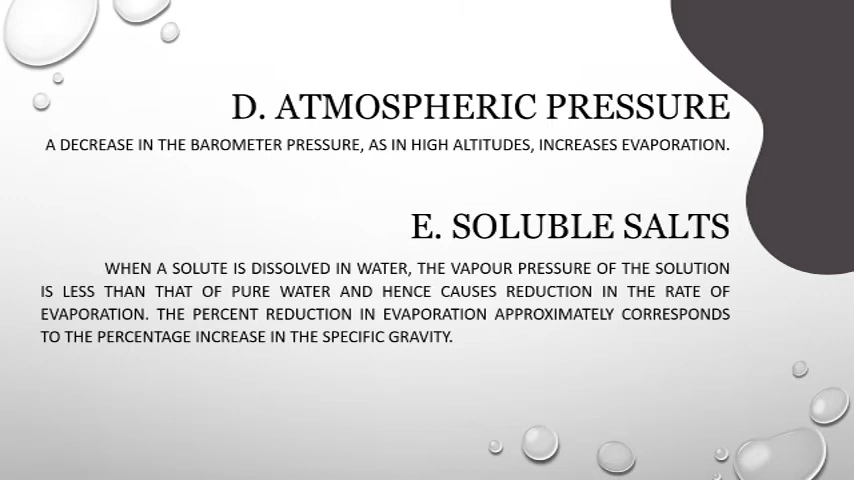 D. ATMOSPHERIC PRESSURE
A DECREASE IN THE BAROMETER PRESSURE, AS IN HIGH ALTITUDES, INCREASES EVAPORATION.
E. SOLUBLE SALTS
WHEN A SOLUTE IS DISSOLVED IN WATER, THE VAPOUR PRESSURE OF THE SOLUTION
IS LESS THAN THAT OF PURE WATER AND HENCE CAUSES REDUCTION IN THE RATE OF
EVAPORATION. THE PERCENT REDUCTION IN EVAPORATION APPROXIMATELY CORRESPONDS
TO THE PERCENTAGE INCREASE IN THE SPECIFIC GRAVITY.